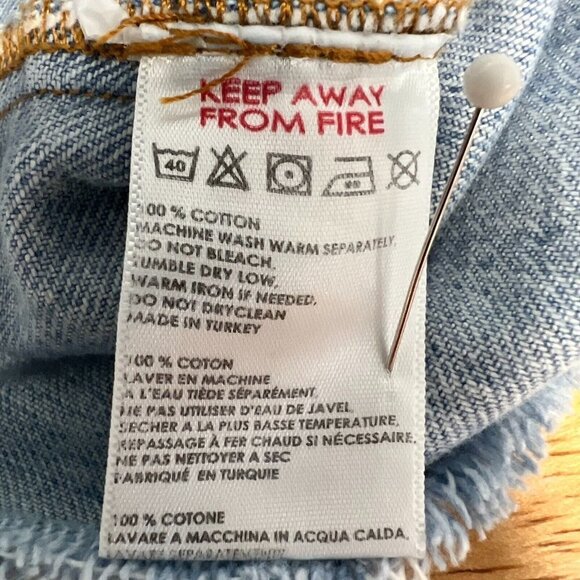 KEEP AWAY
FROM FIRE
40
100 % COTTON
MACHINE WASH WARM SEPARATELY,
DO NOT BLEACH,
TUMBLE DRY LOW,
WARM IRON IF NEEDED,
DO NOT DRYCLEAN
MADE IN TURKEY
100 % COTON
LAVER EN MACHINE
A L'EAU TIÈDE SÉPARÉMENT,
NE PAS UTILISER D'EAU DE JAVEL,
SECHER A LA PLUS BASSE TEMPERATURE,
REPASSAGE À FER CHAUD SI NÉCESSAIRE,
NE PAS NETTOYER A SEC
FABRIQUÉ EN TURQUIE
100 % COTONE
LAVARE A MACCHINA IN ACQUA CALDA,
LAVARE SEPARATAMENTE